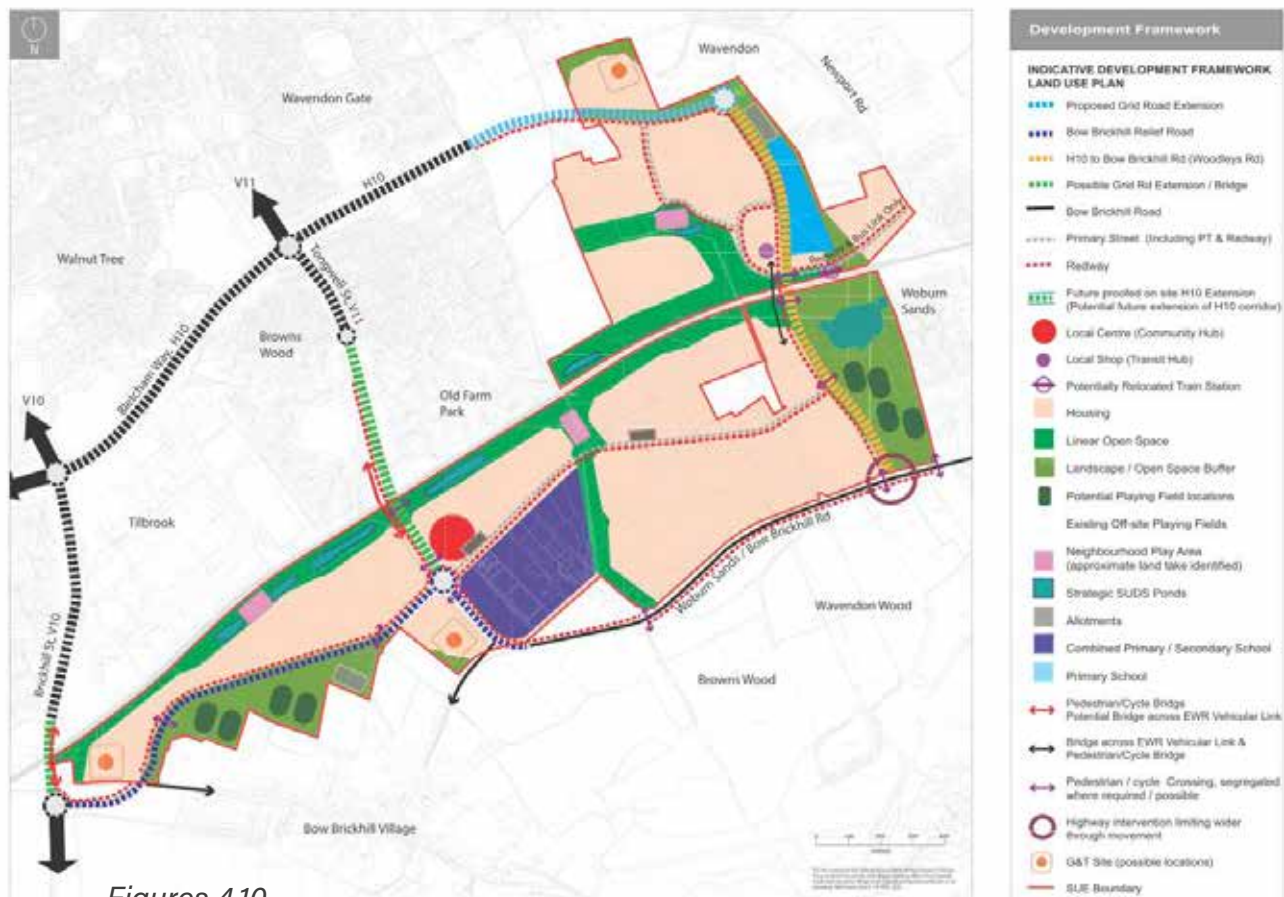 N
Wavendon
Newport Rd
Wavendon Gate
V11
H10
Walnut Tree
Tongwell St, V11
Redway & Bus Link Only
Browns
Wood
Woburn
Sands
V10
Old Farm
Park
Tilbrook
Woburn Sands / Bow Brickhill Rd
Wavendon Wood
Brickhill St, V10
Browns Wood
Bow Brickhill Village
Figures 4.10
Development Framework
INDICATIVE DEVELOPMENT FRAMEWORK
LAND USE PLAN
Proposed Grid Road Extension
Bow Brickhill Relief Road
H10 to Bow Brickhill Rd (Woodleys Rd)
Possible Grid Rd Extension / Bridge
Bow Brickhill Road
Primary Street (Including PT & Redway)
Redway
Future proofed on site H10 Extension
(Potential future extension of H10 corridor)
Local Centre (Community Hub)
Local Shop (Transit Hub)
Potentially Relocated Train Station
Housing
Linear Open Space
Landscape / Open Space Buffer
Potential Playing Field locations
Existing Off-site Playing Fields
Neighbourhood Play Area
(approximate land take identified)
Strategic SUDS Ponds
Allotments
Combined Primary / Secondary School
Primary School
Pedestrian/Cycle Bridge
Potential Bridge across EWR Vehicular Link
Bridge across EWR Vehicular Link &
Pedestrian/Cycle Bridge
Pedestrian / cycle Crossing, segregated
where required / possible
Highway intervention limiting wider
through movement
G&T Site (possible locations)
SUE Boundary